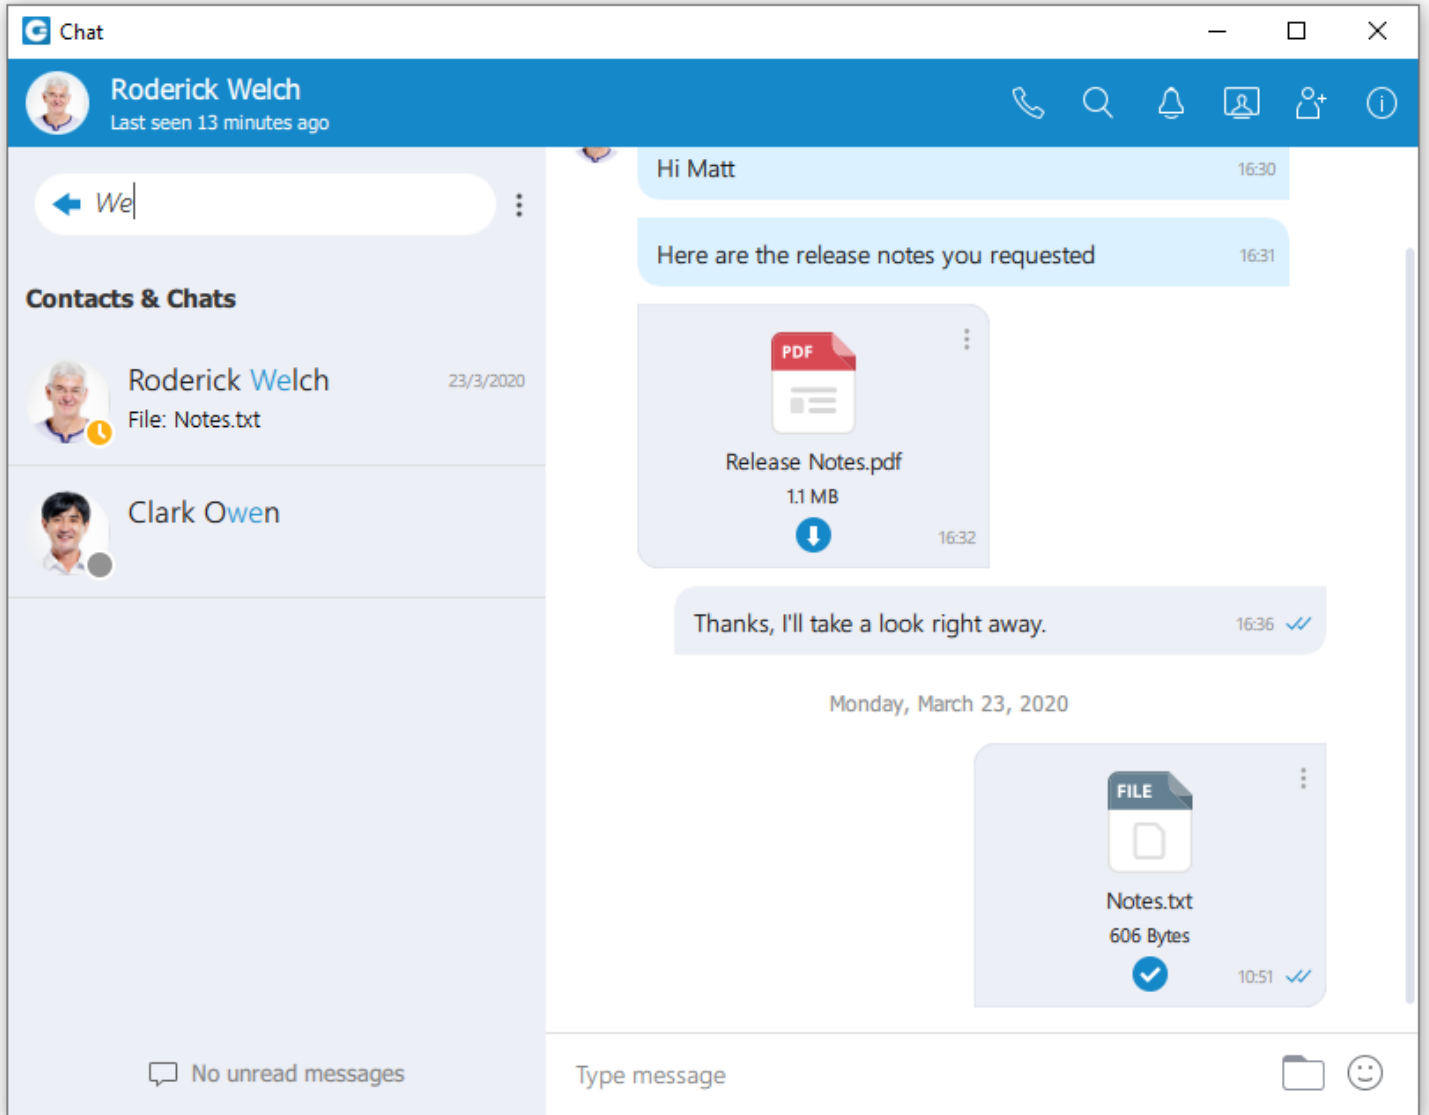 Chat
Roderick Welch
Last seen 13 minutes ago
We
Contacts & Chats
Roderick Welch
23/3/2020
File: Notes.txt
Clark Owen
No unread messages
Hi Matt
16:30
Here are the release notes you requested
16:31
PDF
Release Notes.pdf
1.1 MB
16:32
Thanks, I'll take a look right away.
16:36
Monday, March 23, 2020
FILE
Notes.txt
606 Bytes
10:51
Type message